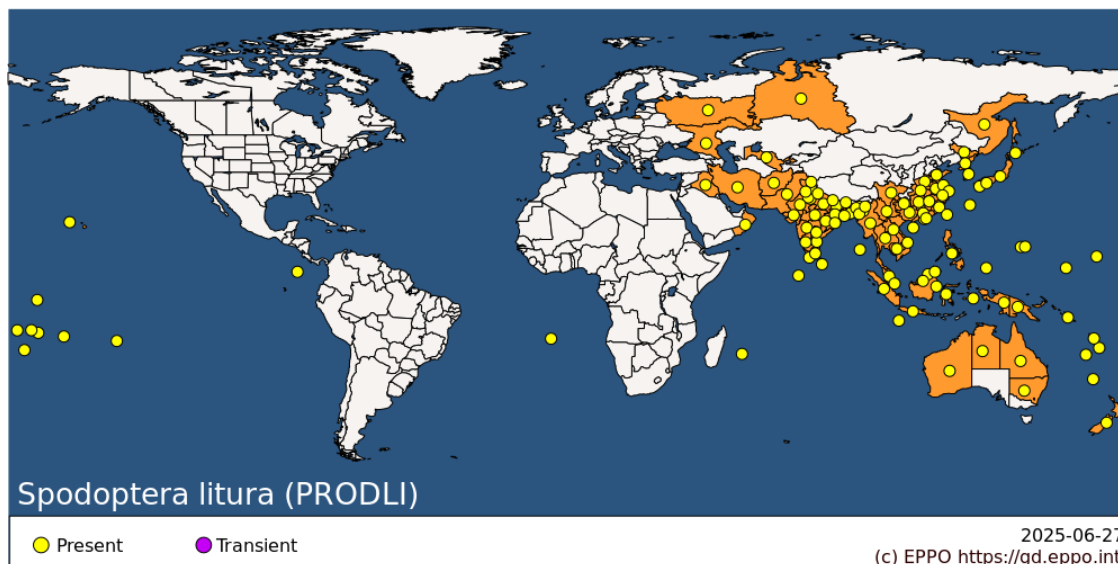 Spodoptera litura (PRODLI)
Present
Transient
2025-06-27
(c) EPPO https://gd.eppo.int